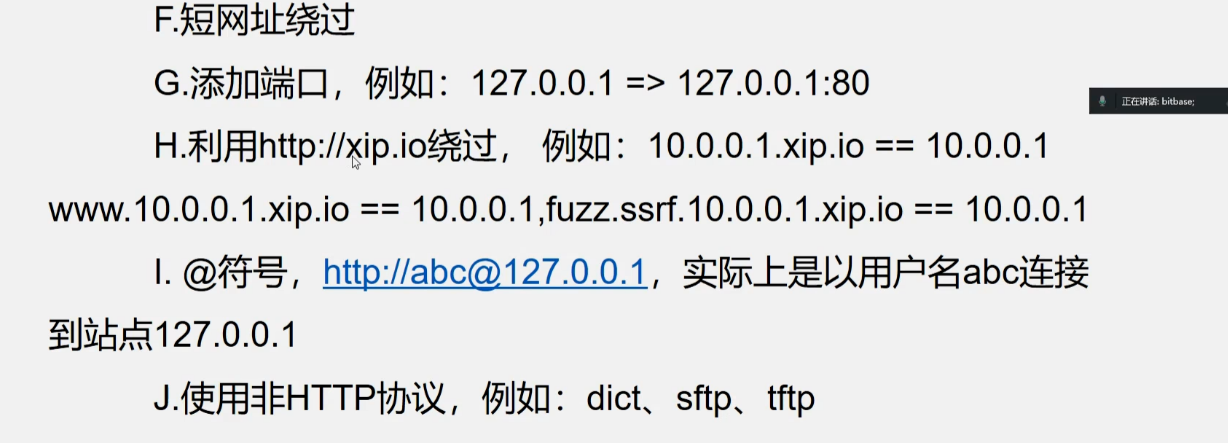 F.短网址绕过
G.添加端口，例如：127.0.0.1 => 127.0.0.1:80
正在讲话: bitbase;
H.利用http://xip.io绕过， 例如：10.0.0.1.xip.io == 10.0.0.1
www.10.0.0.1.xip.io == 10.0.0.1,fuzz.ssrf.10.0.0.1.xip.io == 10.0.0.1
I. @符号，http://abc@127.0.0.1，实际上是以用户名abc连接
到站点127.0.0.1
J.使用非HTTP协议，例如：dict、sftp、tftp